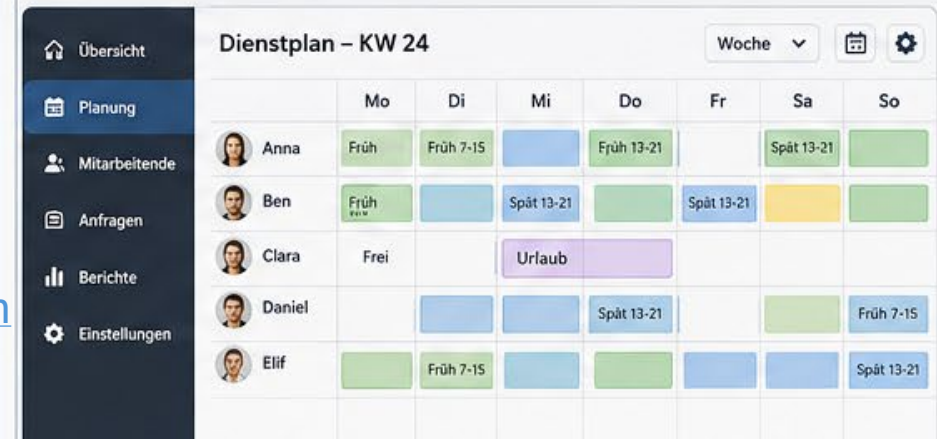 Übersicht
Planung
Mitarbeitende
Anfragen
Berichte
Einstellungen
Dienstplan – KW 24
Woche
Mo Di Mi Do Fr Sa So
Anna Früh Früh 7-15 Früh 13-21 Spät 13-21
Ben Früh Spät 13-21 Spät 13-21
Clara Frei Urlaub
Daniel Spät 13-21 Früh 7-15
Elif Früh 7-15 Spät 13-21